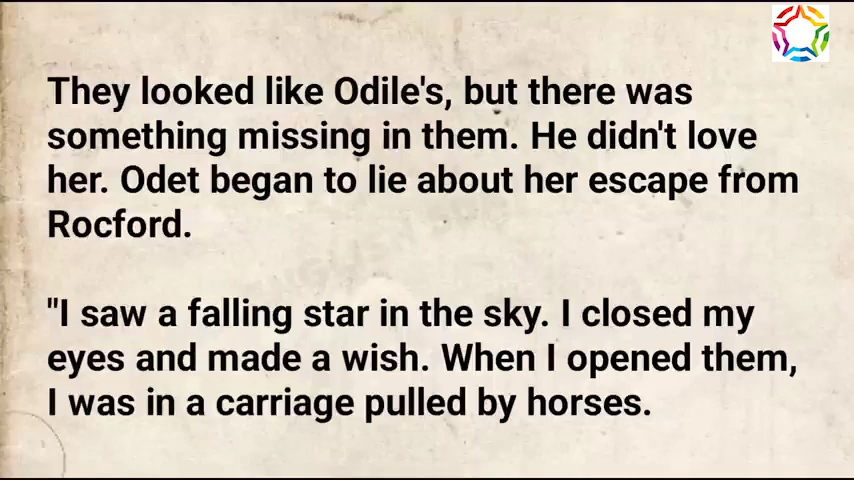 They looked like Odile's, but there was
something missing in them. He didn't love
her. Odet began to lie about her escape from
Rocford.
"I saw a falling star in the sky. I closed my
eyes and made a wish. When I opened them,
I was in a carriage pulled by horses.